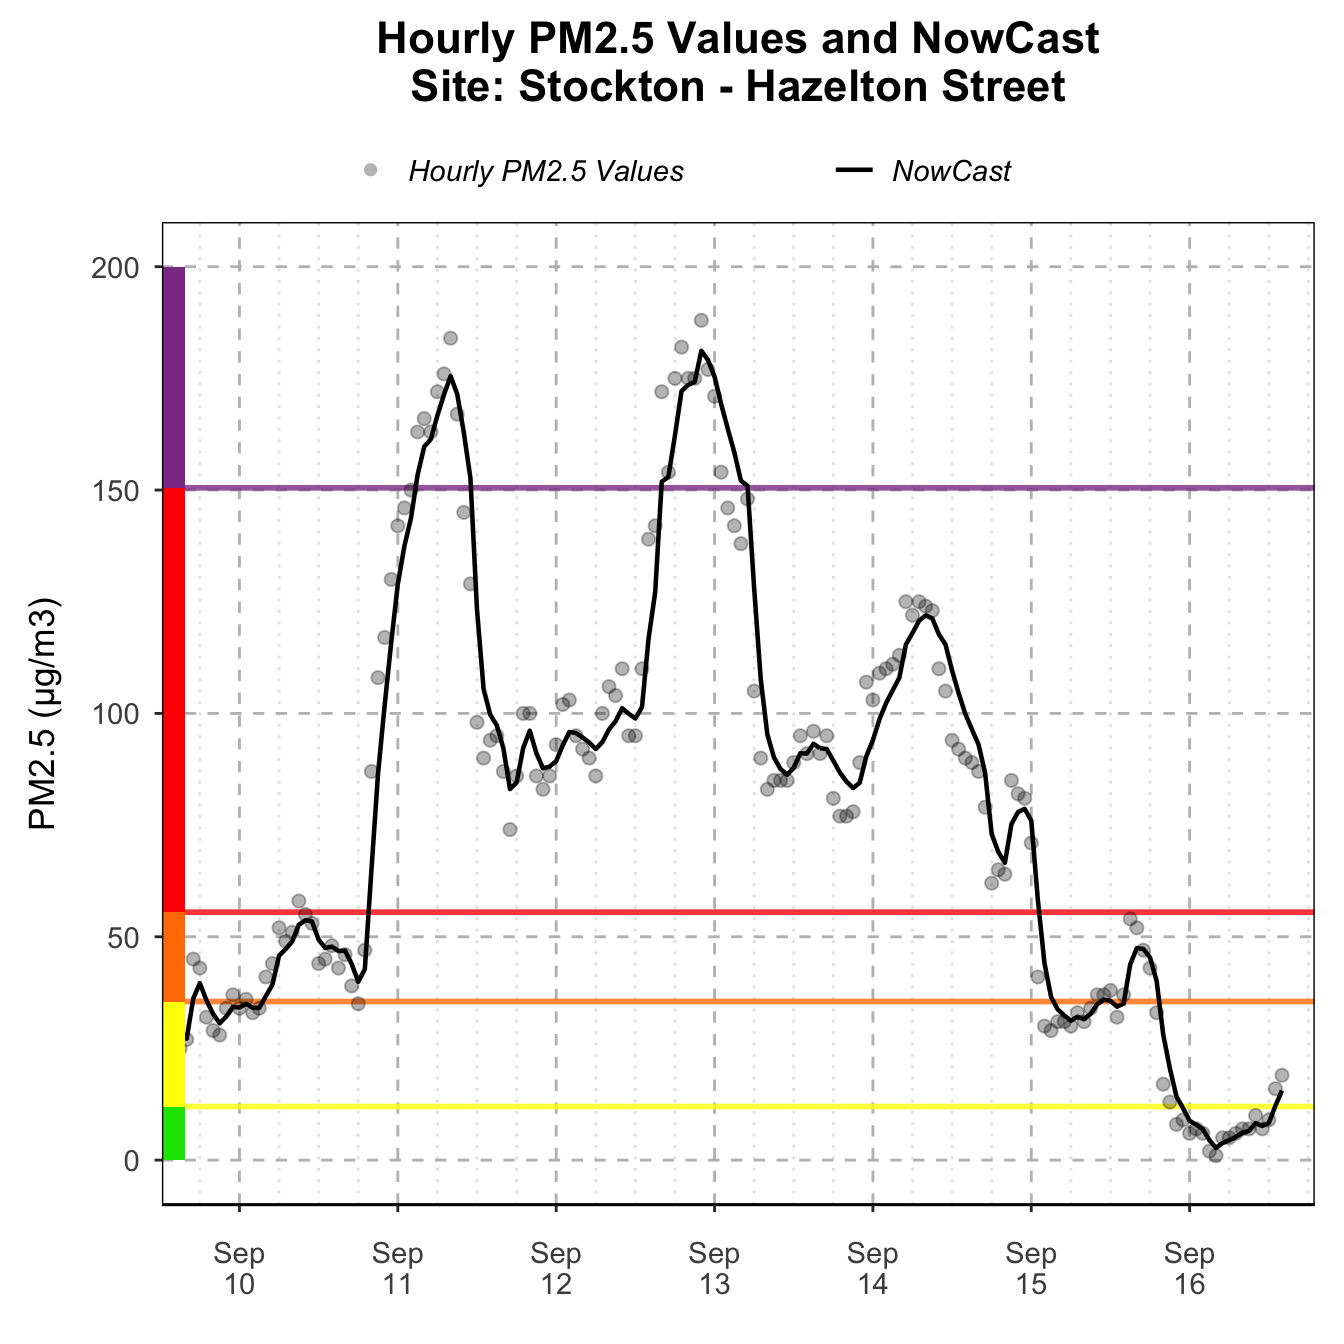 Hourly PM2.5 Values and NowCast
Site: Stockton - Hazelton Street
Hourly PM2.5 Values
NowCast
PM2.5 (µg/m3)
200
150
100
50
0
Sep 10
Sep 11
Sep 12
Sep 13
Sep 14
Sep 15
Sep 16